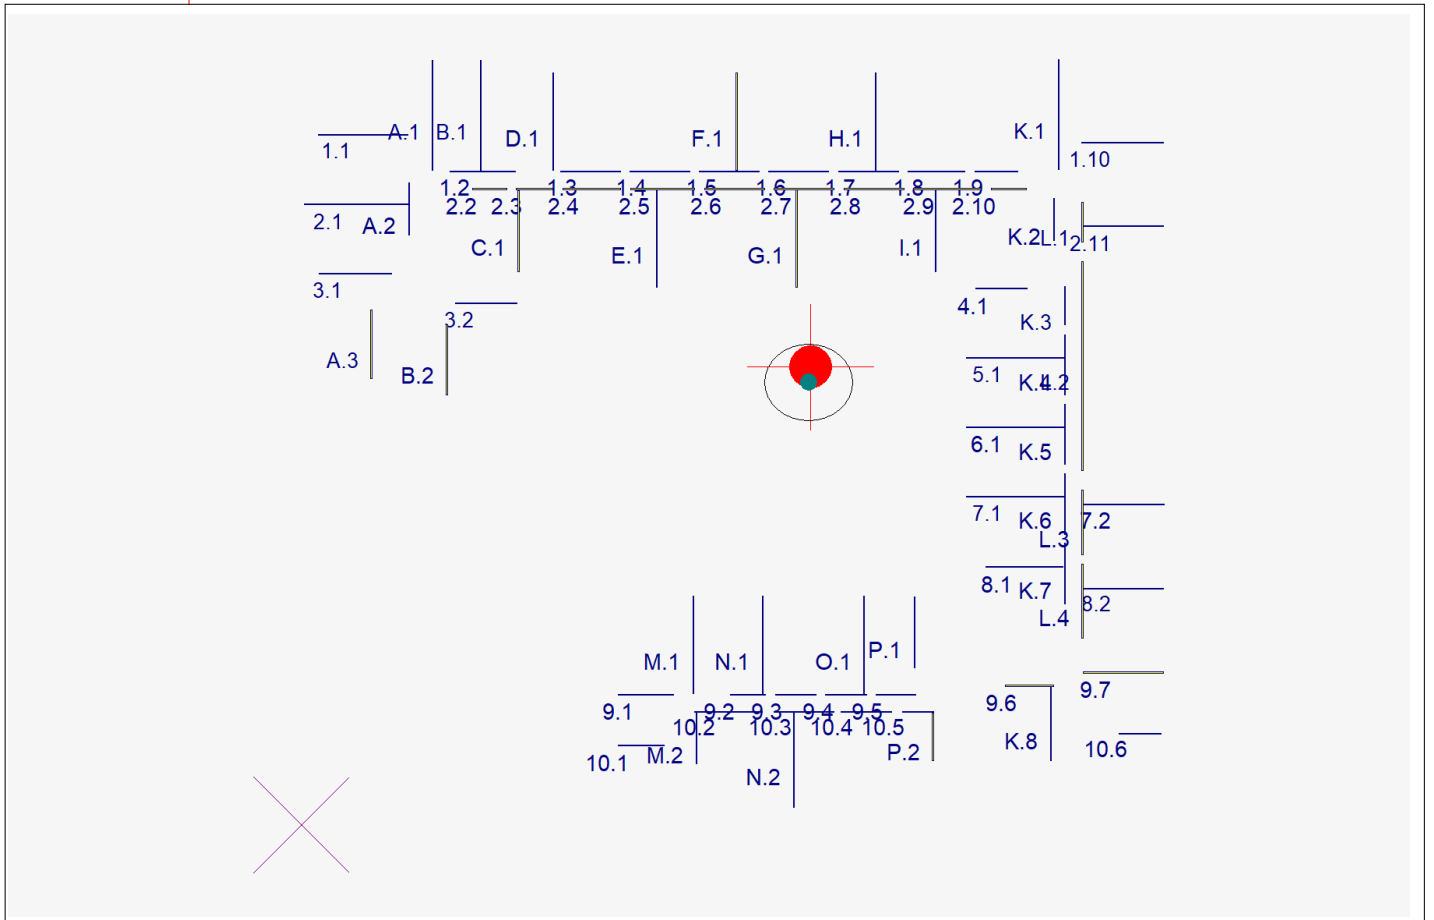 A.1 B.1 D.1 F.1 H.1 K.1
1.1 1.10
1.2 1.3 1.4 1.5 1.6 1.7 1.8 1.9
2.2 2.3 2.4 2.5 2.6 2.7 2.8 2.9 2.10
2.1 A.2 K.2 L.1 2.11
C.1 E.1 G.1 I.1
3.1 4.1
3.2 K.3
A.3 B.2 5.1 K.4 L.2
6.1 K.5
7.1 K.6 7.2
L.3
8.1 K.7 8.2
L.4
M.1 N.1 O.1 P.1
9.1 9.2 9.3 9.4 9.5 9.6 9.7
10.2 10.3 10.4 10.5
10.1 M.2 P.2 K.8 10.6
N.2